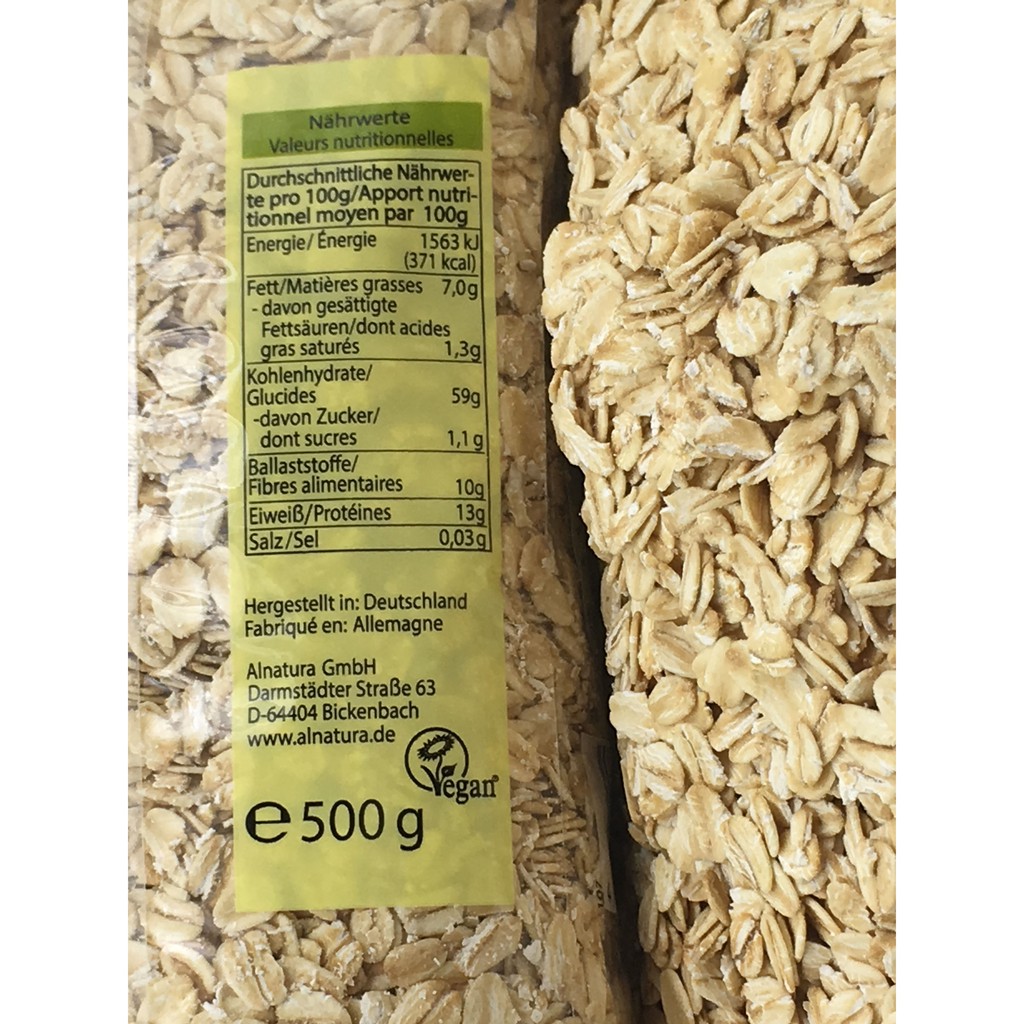 Nährwerte
Valeurs nutritionnelles
Durchschnittliche Nährwer-
te pro 100g/Apport nutri-
tionnel moyen par 100g
Energie/Énergie 1563 kJ
(371 kcal)
Fett/Matières grasses 7,0g
- davon gesättigte
Fettsäuren/dont acides
gras saturés 1,3g
Kohlenhydrate/
Glucides 59g
-davon Zucker/
dont sucres 1,1g
Ballaststoffe/
Fibres alimentaires 10g
Eiweiß/Protéines 13g
Salz/Sel 0,03g
Hergestellt in: Deutschland
Fabriqué en: Allemagne
Alnatura GmbH
Darmstädter Straße 63
D-64404 Bickenbach
www.alnatura.de
Vegan
e 500 g